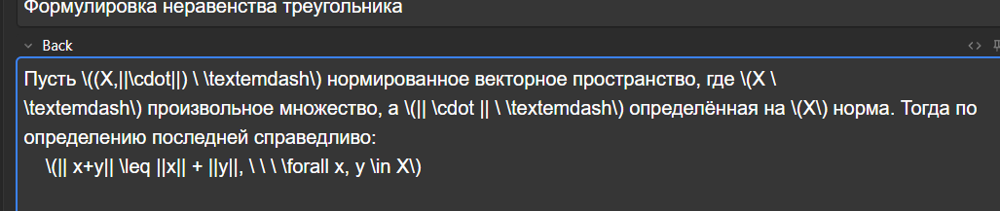 Формулировка неравенства треугольника
Back
Пусть \((X,||\cdot||) \ \textemdash\) нормированное векторное пространство, где \(X \
\textemdash\) произвольное множество, а \(|| \cdot || \ \textemdash\) определённая на \(X\) норма. Тогда по
определению последней справедливо:
\(|| x+y|| \leq ||x|| + ||y||, \ \ \ \forall x, y \in X\)